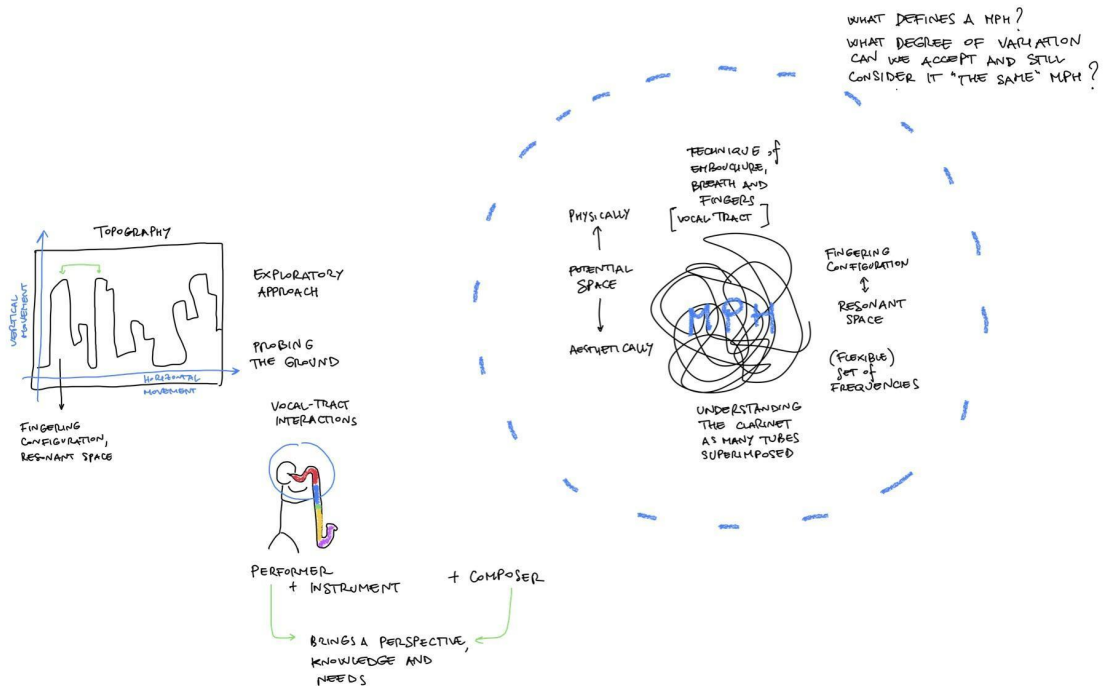 WHAT DEFINES A MPH?
WHAT DEGREE OF VARIATION
CAN WE ACCEPT AND STILL
CONSIDER IT "THE SAME" MPH?
TOPOGRAPHY
VERTICAL
MOVEMENT
HORIZONTAL
MOVEMENT
FINGERING
CONFIGURATION,
RESONANT SPACE
EXPLORATORY
APPROACH
PROBING
THE GROUND
VOCAL-TRACT
INTERACTIONS
PERFORMER
+ INSTRUMENT
+ COMPOSER
BRINGS A PERSPECTIVE,
KNOWLEDGE AND
NEEDS
PHYSICALLY
POTENTIAL
SPACE
AESTHETICALLY
TECHNIQUE of
EMBOUCHURE,
BREATH AND
FINGERS
[VOCAL TRACT]
MPH
UNDERSTANDING
THE CLARINET
AS MANY TUBES
SUPERIMPOSED
FINGERING
CONFIGURATION
RESONANT
SPACE
(FLEXIBLE)
SET of
FREQUENCIES